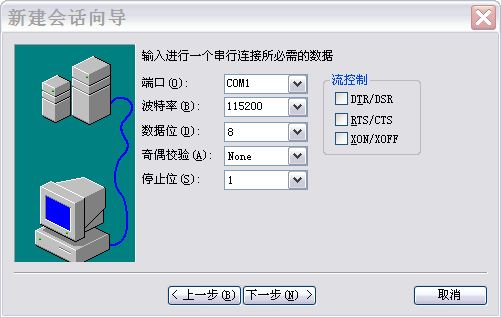 新建会话向导
输入进行一个串行连接所必需的数据
端口(O): COM1
波特率(B): 115200
数据位(D): 8
奇偶校验(A): None
停止位(S): 1
流控制
DTR/DSR
RTS/CTS
XON/XOFF
< 上一步(B) 下一步(N) > 取消